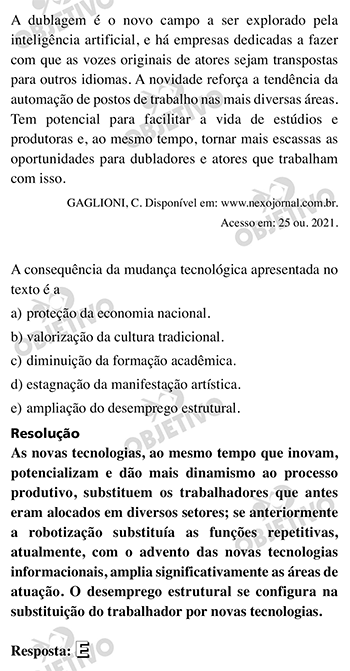 A dublagem é o novo campo a ser explorado pela
inteligência artificial, e há empresas dedicadas a fazer
com que as vozes originais de atores sejam transpostas
para outros idiomas. A novidade reforça a tendência da
automação de postos de trabalho nas mais diversas áreas.
Tem potencial para facilitar a vida de estúdios e
produtoras e, ao mesmo tempo, tornar mais escassas as
oportunidades para dubladores e atores que trabalham
com isso.
GAGLIONI, C. Disponível em: www.nexojornal.com.br.
Acesso em: 25 ou. 2021.
A consequência da mudança tecnológica apresentada no
texto é a
a) proteção da economia nacional.
b) valorização da cultura tradicional.
c) diminuição da formação acadêmica.
d) estagnação da manifestação artística.
e) ampliação do desemprego estrutural.
Resolução
As novas tecnologias, ao mesmo tempo que inovam,
potencializam e dão mais dinamismo ao processo
produtivo, substituem os trabalhadores que antes
eram alocados em diversos setores; se anteriormente
a robotização substituía as funções repetitivas,
atualmente, com o advento das novas tecnologias
informacionais, amplia significativamente as áreas de
atuação. O desemprego estrutural se configura na
substituição do trabalhador por novas tecnologias.
Resposta: E
OBJETIVO
OBJETIVO
OBJETIVO
OBJETIVO
OBJETIVO
OBJETIVO
OBJETIVO